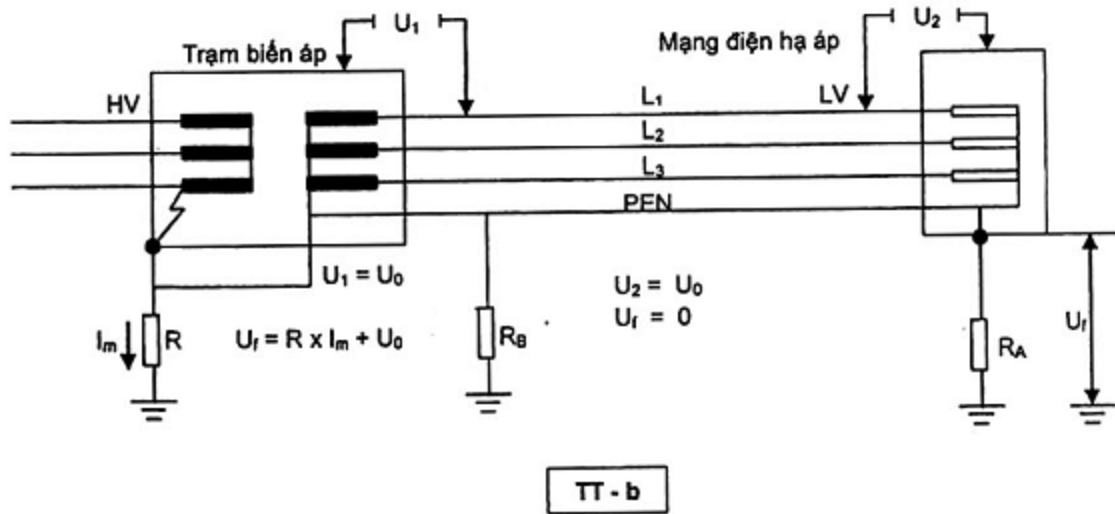 U₁
U₂
Trạm biến áp
Mạng điện hạ áp
HV
L₁
LV
L₂
L₃
PEN
U₁ = U₀
U₂ = U₀
Uf = 0
Im
R
Uf = R x Im + U₀
RB
RA
Uf
TT - b